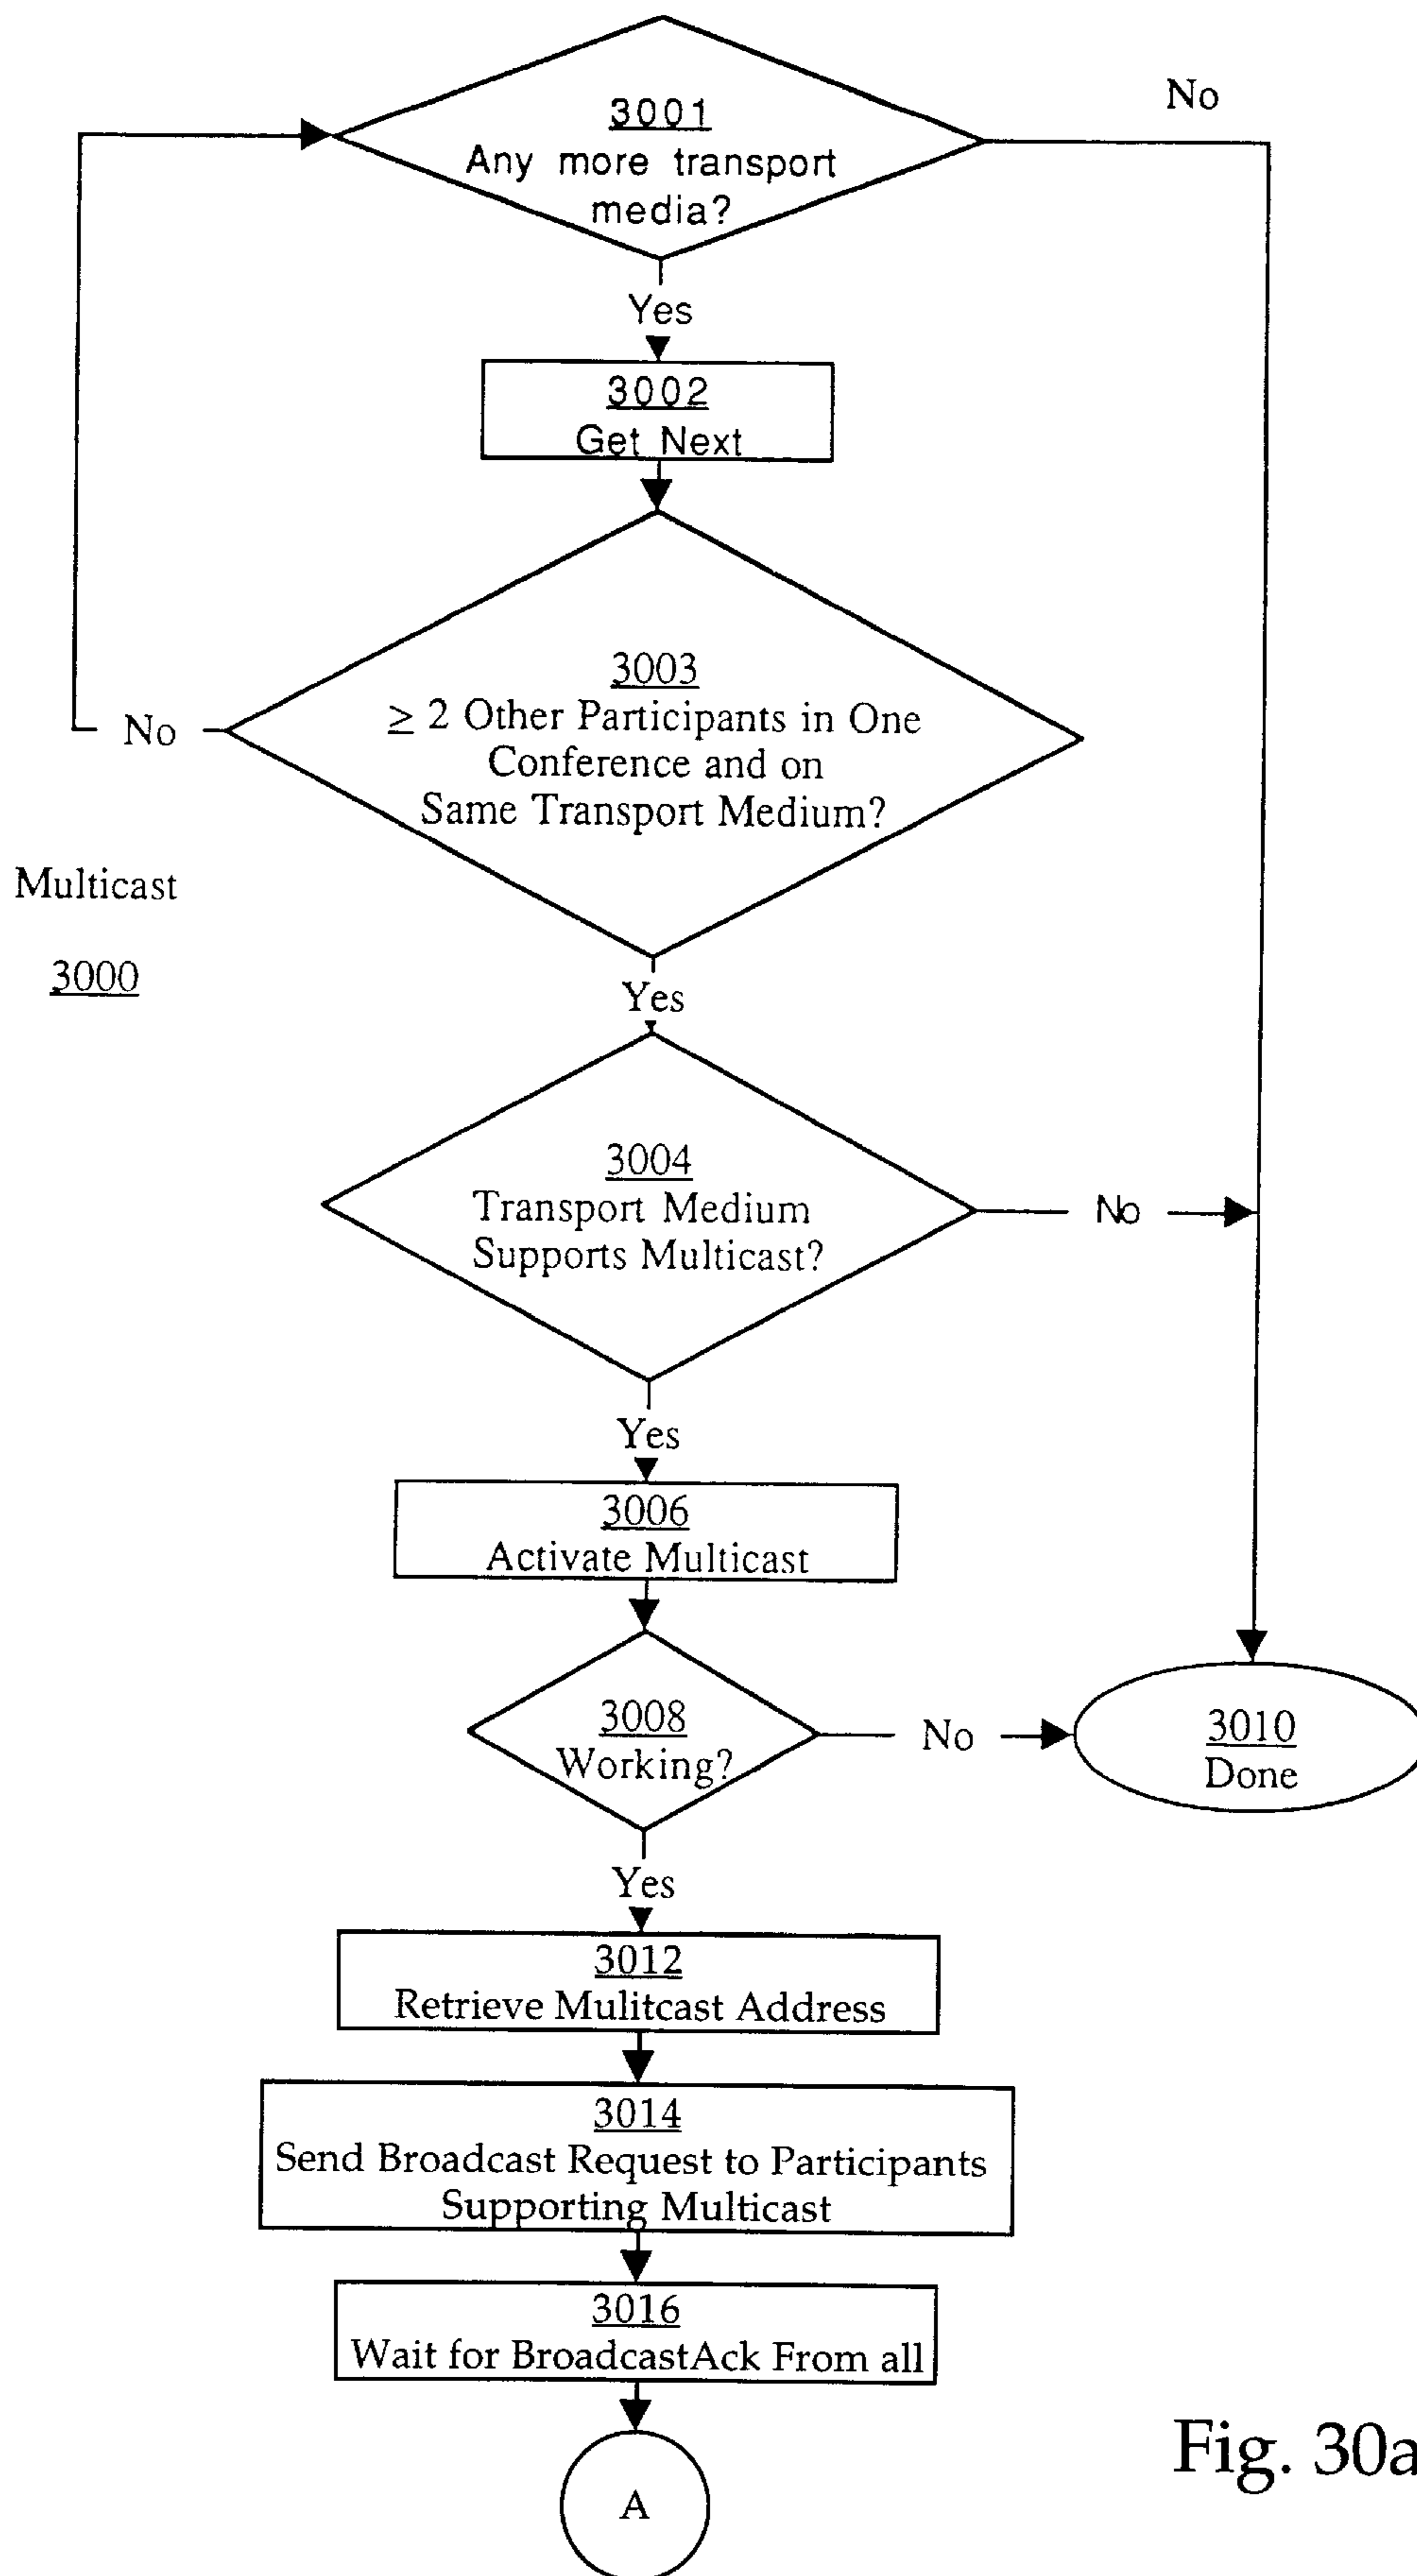 3001
Any more transport
media?
No
Yes
3002
Get Next
3003
≥ 2 Other Participants in One
Conference and on
Same Transport Medium?
No
Multicast
3000
Yes
3004
Transport Medium
Supports Multicast?
No
Yes
3006
Activate Multicast
3008
Working?
No
3010
Done
Yes
3012
Retrieve Mulitcast Address
3014
Send Broadcast Request to Participants
Supporting Multicast
3016
Wait for BroadcastAck From all
A
Fig. 30a